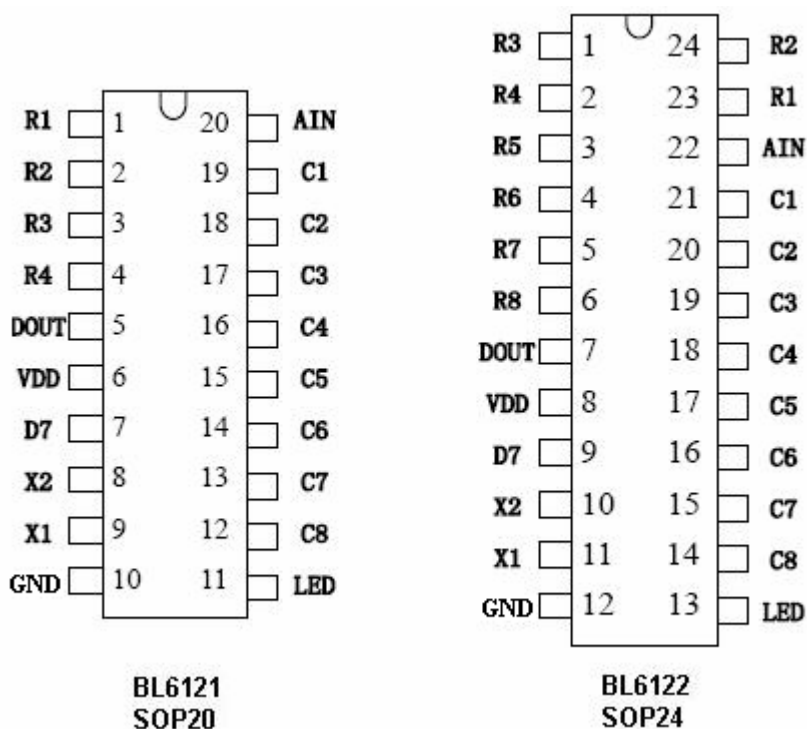 R1 1 20 AIN
R2 2 19 C1
R3 3 18 C2
R4 4 17 C3
DOUT 5 16 C4
VDD 6 15 C5
D7 7 14 C6
X2 8 13 C7
X1 9 12 C8
GND 10 11 LED
BL6121
SOP20
R3 1 24 R2
R4 2 23 R1
R5 3 22 AIN
R6 4 21 C1
R7 5 20 C2
R8 6 19 C3
DOUT 7 18 C4
VDD 8 17 C5
D7 9 16 C6
X2 10 15 C7
X1 11 14 C8
GND 12 13 LED
BL6122
SOP24